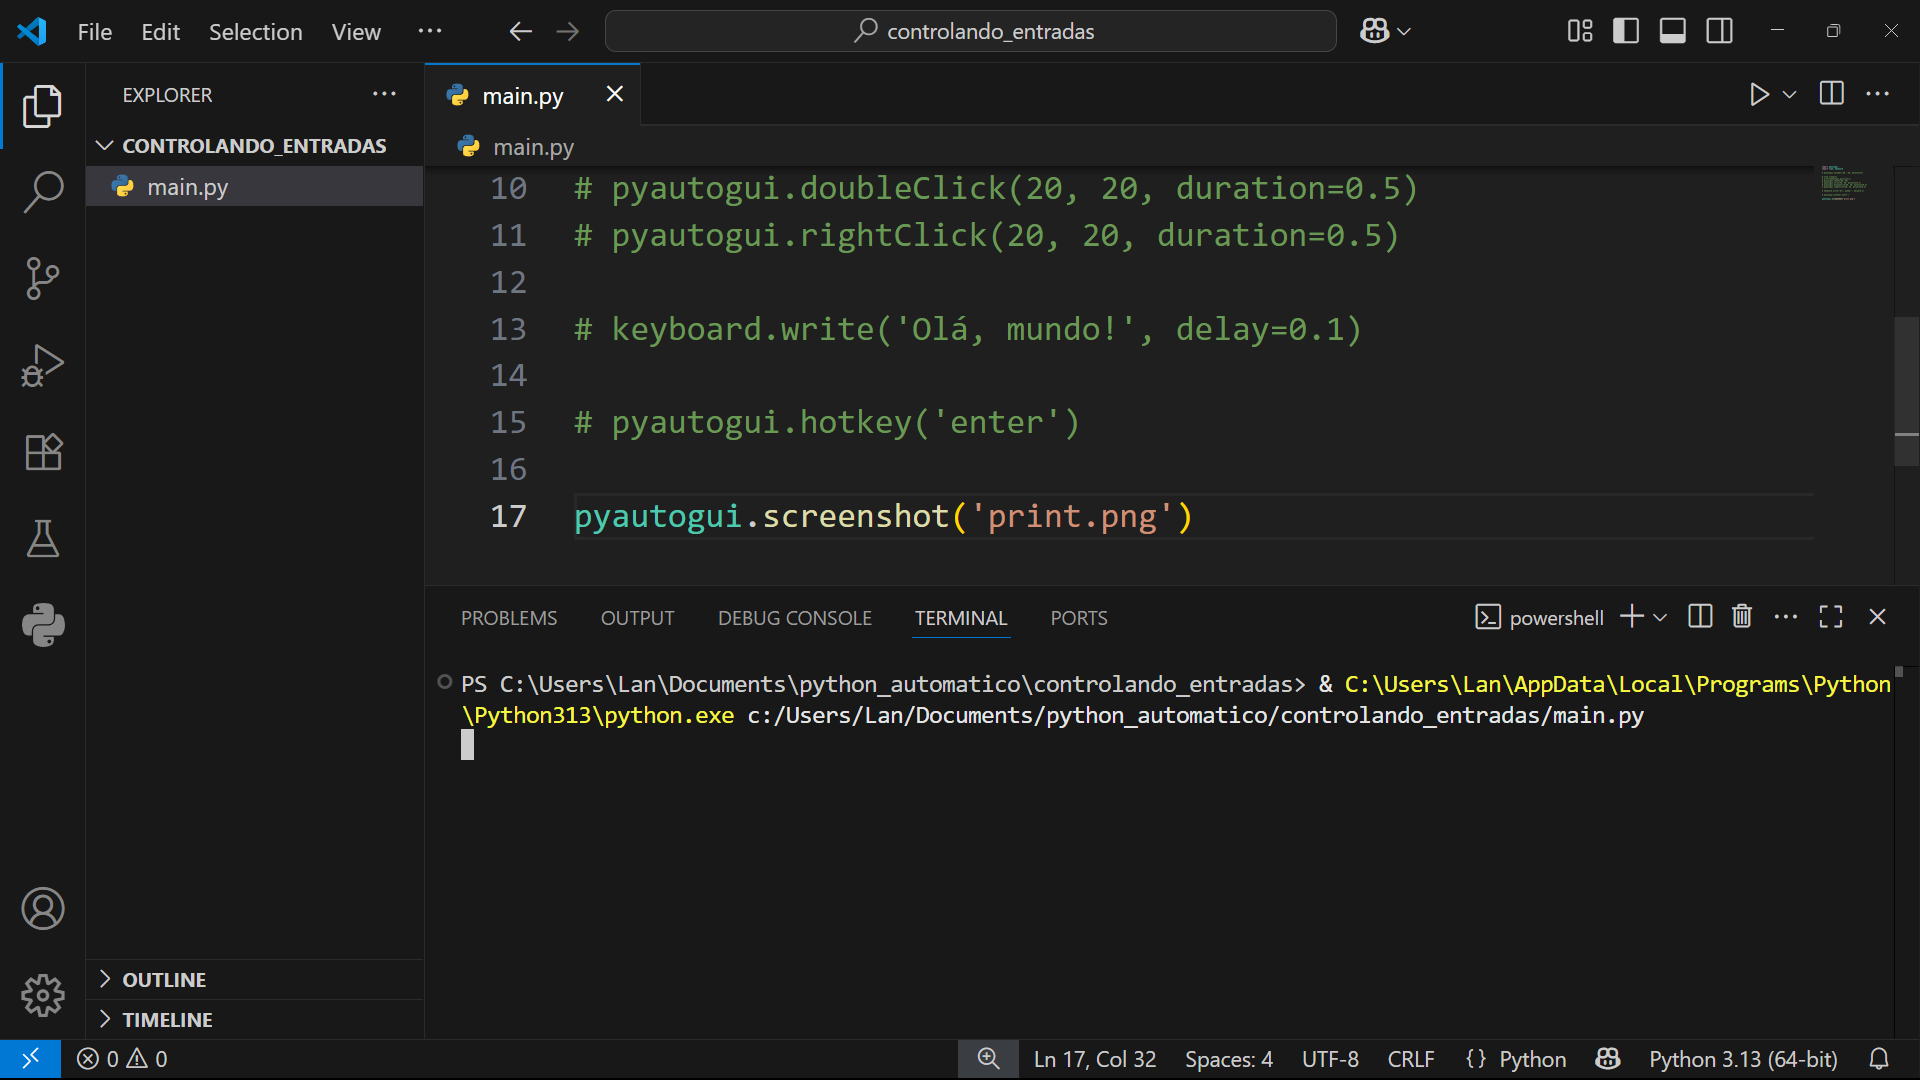 File Edit Selection View ··· controlando_entradas
EXPLORER ···
CONTROLANDO_ENTRADAS
main.py
main.py
main.py
10 # pyautogui.doubleClick(20, 20, duration=0.5)
11 # pyautogui.rightClick(20, 20, duration=0.5)
12
13 # keyboard.write('Olá, mundo!', delay=0.1)
14
15 # pyautogui.hotkey('enter')
16
17 pyautogui.screenshot('print.png')
PROBLEMS OUTPUT DEBUG CONSOLE TERMINAL PORTS powershell
PS C:\Users\Lan\Documents\python_automatico\controlando_entradas> & C:\Users\Lan\AppData\Local\Programs\Python
\Python313\python.exe c:/Users/Lan/Documents/python_automatico/controlando_entradas/main.py
OUTLINE
TIMELINE
0 0 Ln 17, Col 32 Spaces: 4 UTF-8 CRLF {} Python Python 3.13 (64-bit)